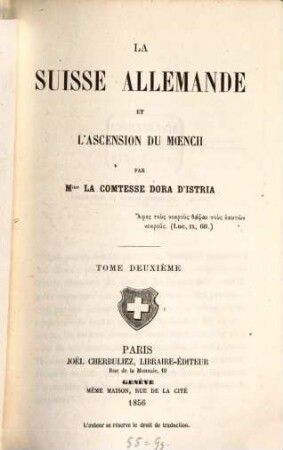 LA
SUISSE ALLEMANDE
ET
L'ASCENSION DU MŒNCH
PAR
Mme LA COMTESSE DORA D'ISTRIA
Ἄφες τοὺς νεκροὺς θάψαι τοὺς ἑαυτῶν
νεκρούς. (Luc, IX, 60.)
TOME DEUXIÈME
PARIS
JOËL CHERBULIEZ, LIBRAIRE-ÉDITEUR
Rue de la Monnaie, 10
GENÈVE
MÊME MAISON, RUE DE LA CITÉ
1856
L'auteur se réserve le droit de traduction.